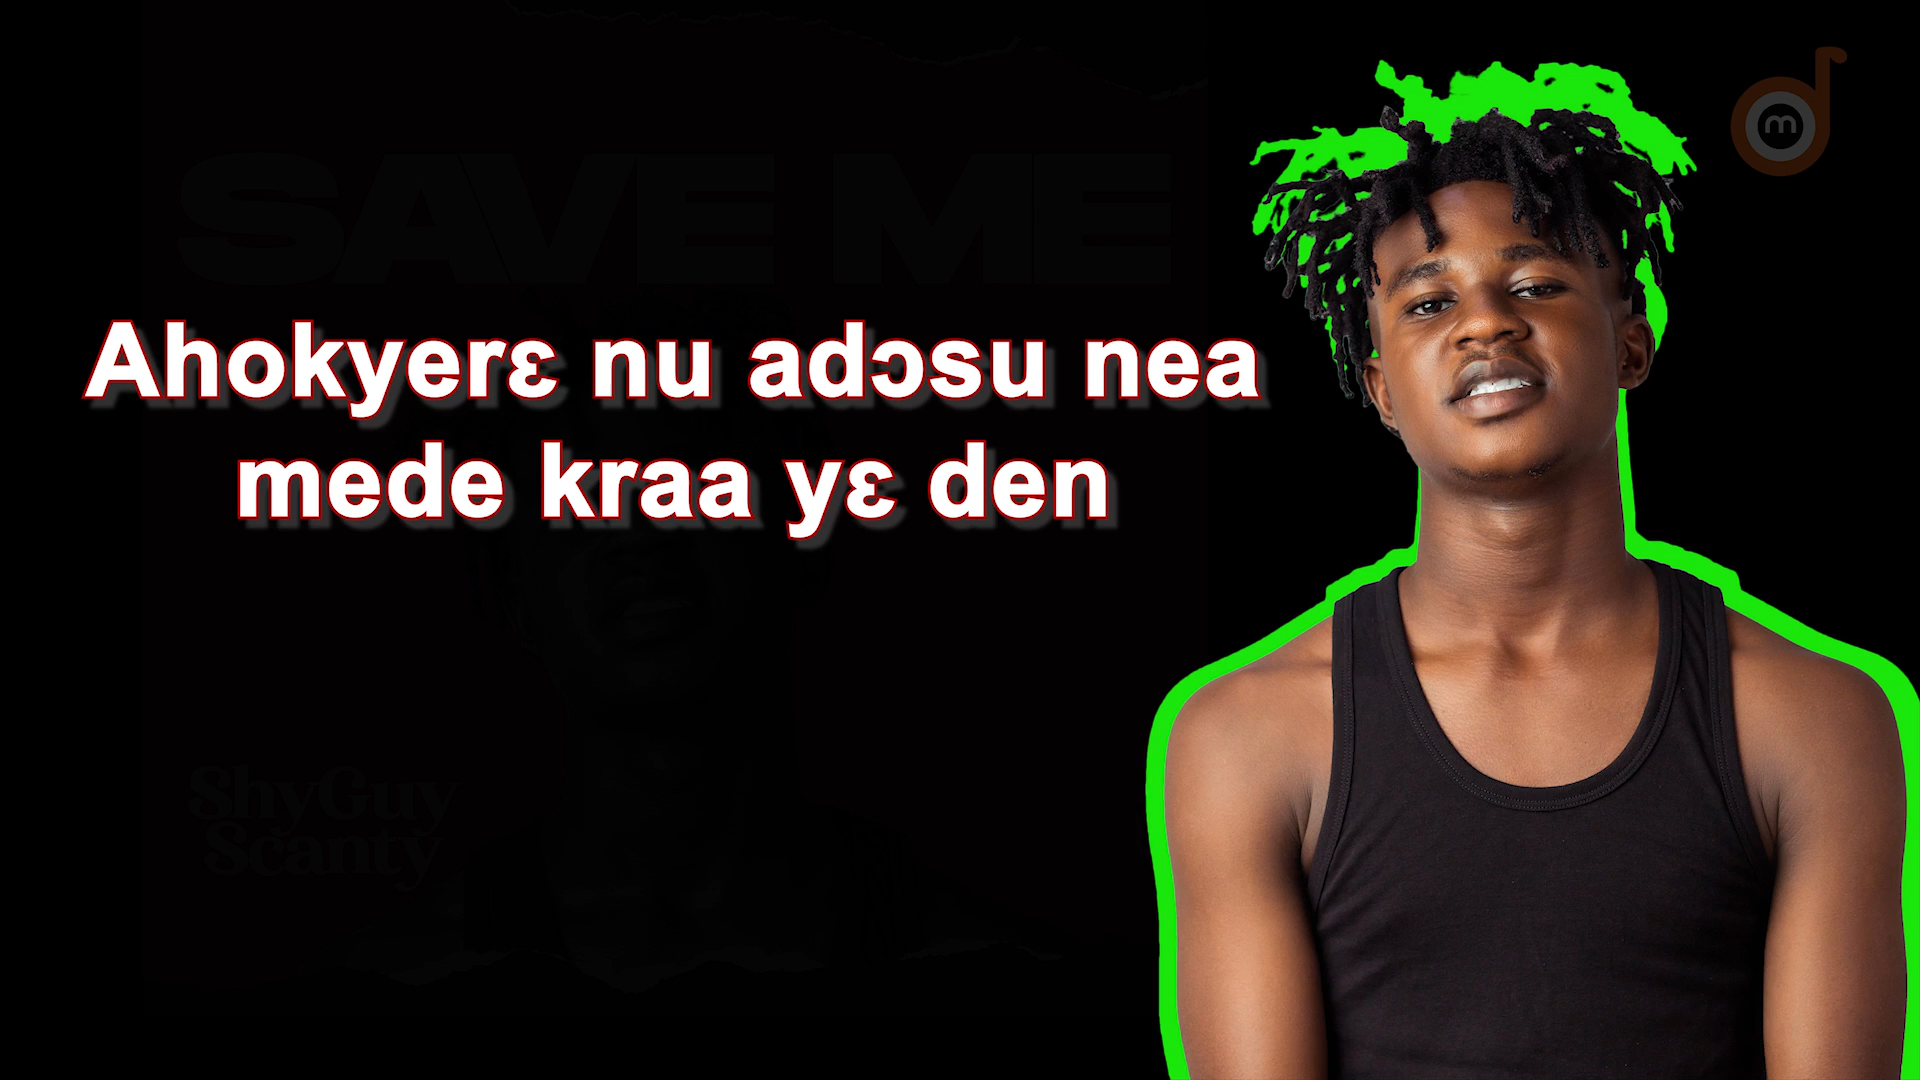 SAVE ME
Ahokyerɛ nu adɔsu nea
mede kraa yɛ den
ShyGuy
Scanty
m